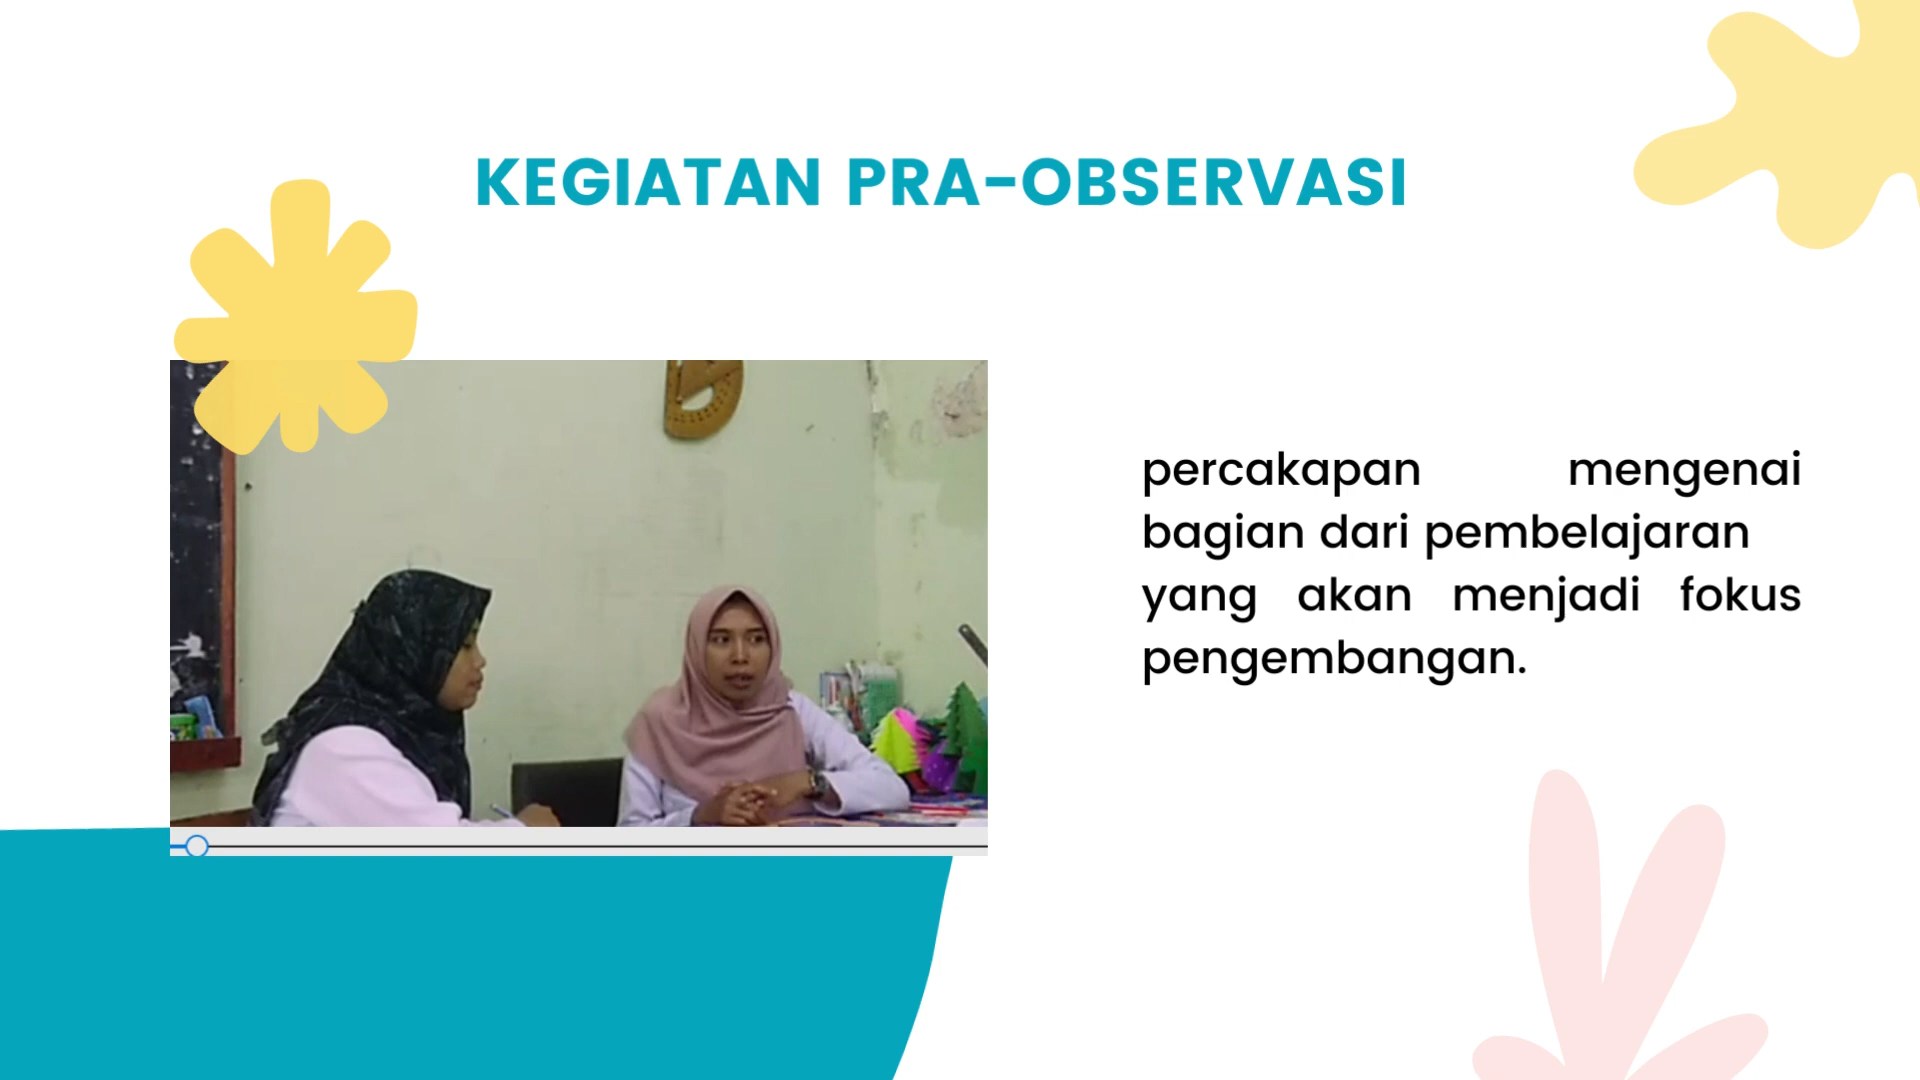 KEGIATAN PRA-OBSERVASI
percakapan mengenai
bagian dari pembelajaran
yang akan menjadi fokus
pengembangan.